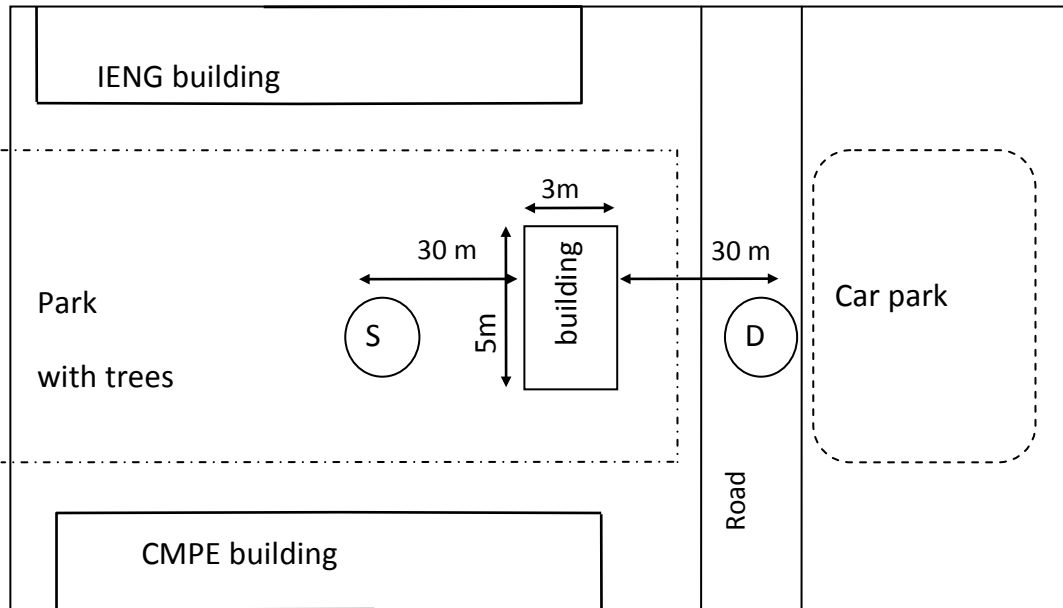 IENG building
3m
30 m
30 m
building
5m
Park
with trees
S
D
Car park
Road
CMPE building